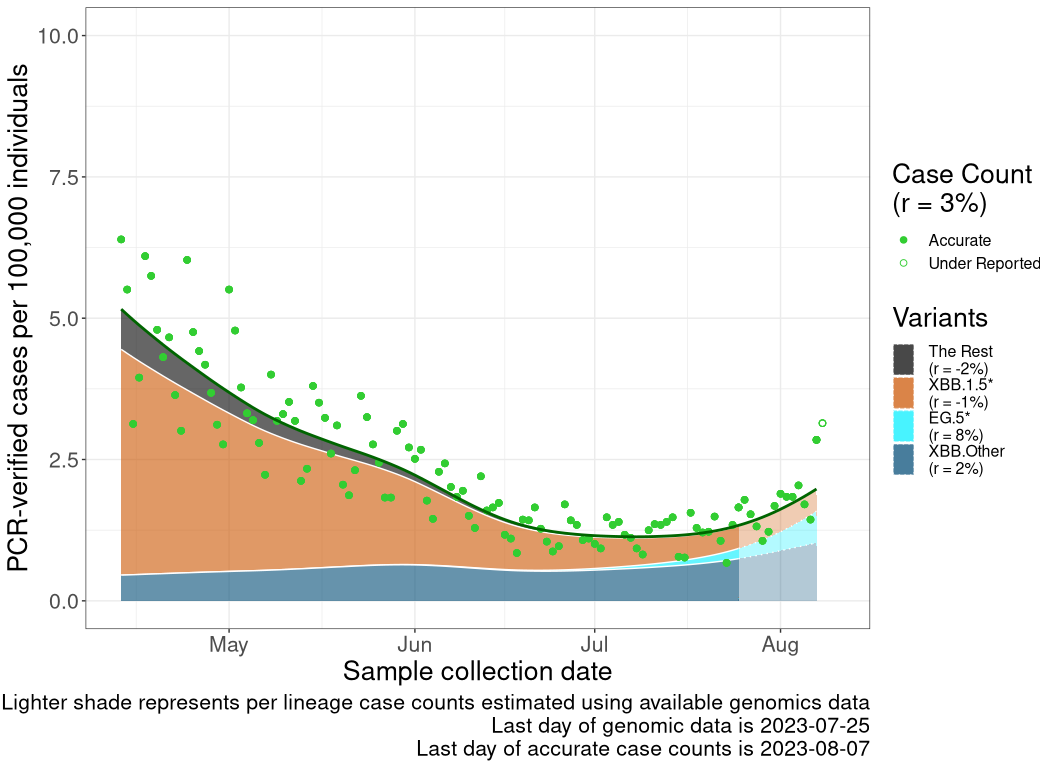 10.0
7.5
5.0
2.5
0.0
PCR-verified cases per 100,000 individuals
May
Jun
Jul
Aug
Sample collection date
Case Count
(r = 3%)
Accurate
Under Reported
Variants
The Rest
(r = -2%)
XBB.1.5*
(r = -1%)
EG.5*
(r = 8%)
XBB.Other
(r = 2%)
Lighter shade represents per lineage case counts estimated using available genomics data
Last day of genomic data is 2023-07-25
Last day of accurate case counts is 2023-08-07